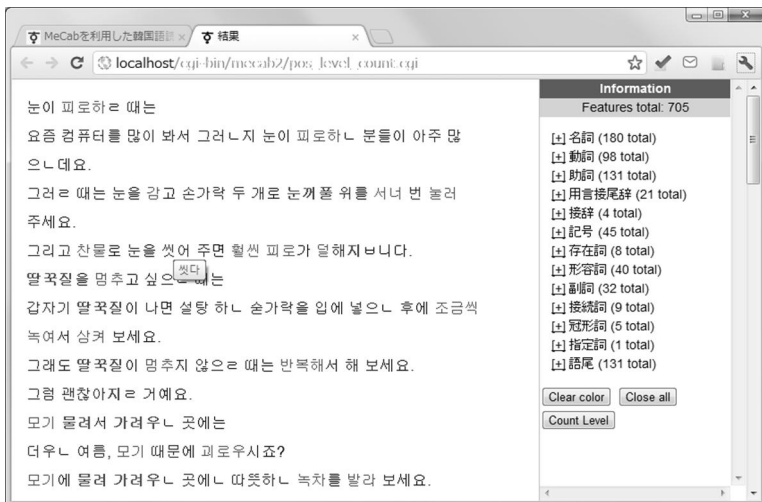 MeCabを利用した韓国語
結果
localhost/cgi-bin/mecab2/pos_level_count.cgi
눈이 피로하ㄹ 때는
요즘 컴퓨터를 많이 봐서 그러ㄴ지 눈이 피로하ㄴ 분들이 아주 많
으ㄴ데요.
그러ㄹ 때는 눈을 감고 손가락 두 개로 눈꺼풀 위를 서너 번 눌러
주세요.
그리고 찬물로 눈을 씻어 주면 훨씬 피로가 덜해지ㅂ니다.
씻다
딸꾹질을 멈추고 싶으ㄹ 때는
갑자기 딸꾹질이 나면 설탕 하ㄴ 숟가락을 입에 넣으ㄴ 후에 조금씩
녹여서 삼켜 보세요.
그래도 딸꾹질이 멈추지 않으ㄹ 때는 반복해서 해 보세요.
그럼 괜찮아지ㄹ 거예요.
모기 물려서 가려우ㄴ 곳에는
더우ㄴ 여름, 모기 때문에 괴로우시죠?
모기에 물려 가려우ㄴ 곳에ㄴ 따뜻하ㄴ 녹차를 발라 보세요.
Information
Features total: 705
[+] 名詞 (180 total)
[+] 動詞 (98 total)
[+] 助詞 (131 total)
[+] 用言接尾辞 (21 total)
[+] 接辞 (4 total)
[+] 記号 (45 total)
[+] 存在詞 (8 total)
[+] 形容詞 (40 total)
[+] 副詞 (32 total)
[+] 接続詞 (9 total)
[+] 冠形詞 (5 total)
[+] 指定詞 (1 total)
[+] 語尾 (131 total)
Clear color Close all
Count Level